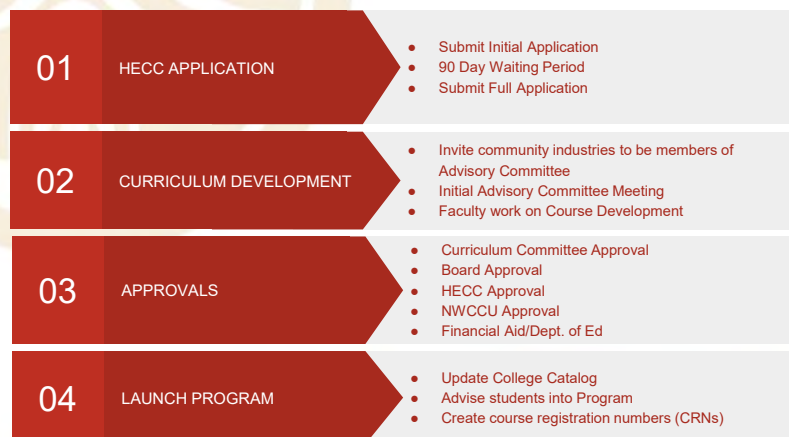 01
HECC APPLICATION
● Submit Initial Application
● 90 Day Waiting Period
● Submit Full Application
02
CURRICULUM DEVELOPMENT
● Invite community industries to be members of
Advisory Committee
● Initial Advisory Committee Meeting
● Faculty work on Course Development
03
APPROVALS
● Curriculum Committee Approval
● Board Approval
● HECC Approval
● NWCCU Approval
● Financial Aid/Dept. of Ed
04
LAUNCH PROGRAM
● Update College Catalog
● Advise students into Program
● Create course registration numbers (CRNs)